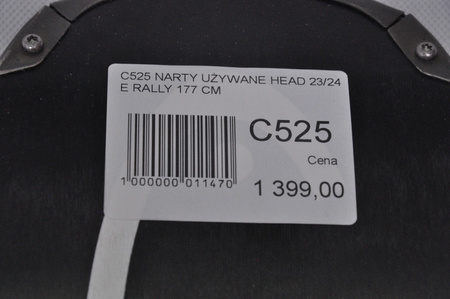 C525 NARTY UŻYWANE HEAD 23/24
E RALLY 177 CM
C525
Cena
1 000000 011470
1 399,00